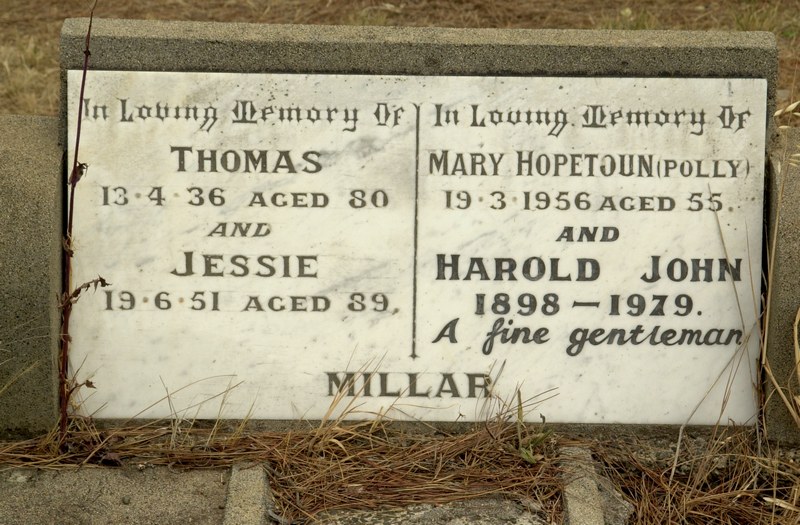 In Loving Memory Of
THOMAS
13·4·36 AGED 80
AND
JESSIE
19·6·51 AGED 89.
In Loving Memory Of
MARY HOPETOUN (POLLY)
19·3·1956 AGED 55.
AND
HAROLD JOHN
1898 – 1979.
A fine gentleman
MILLAR